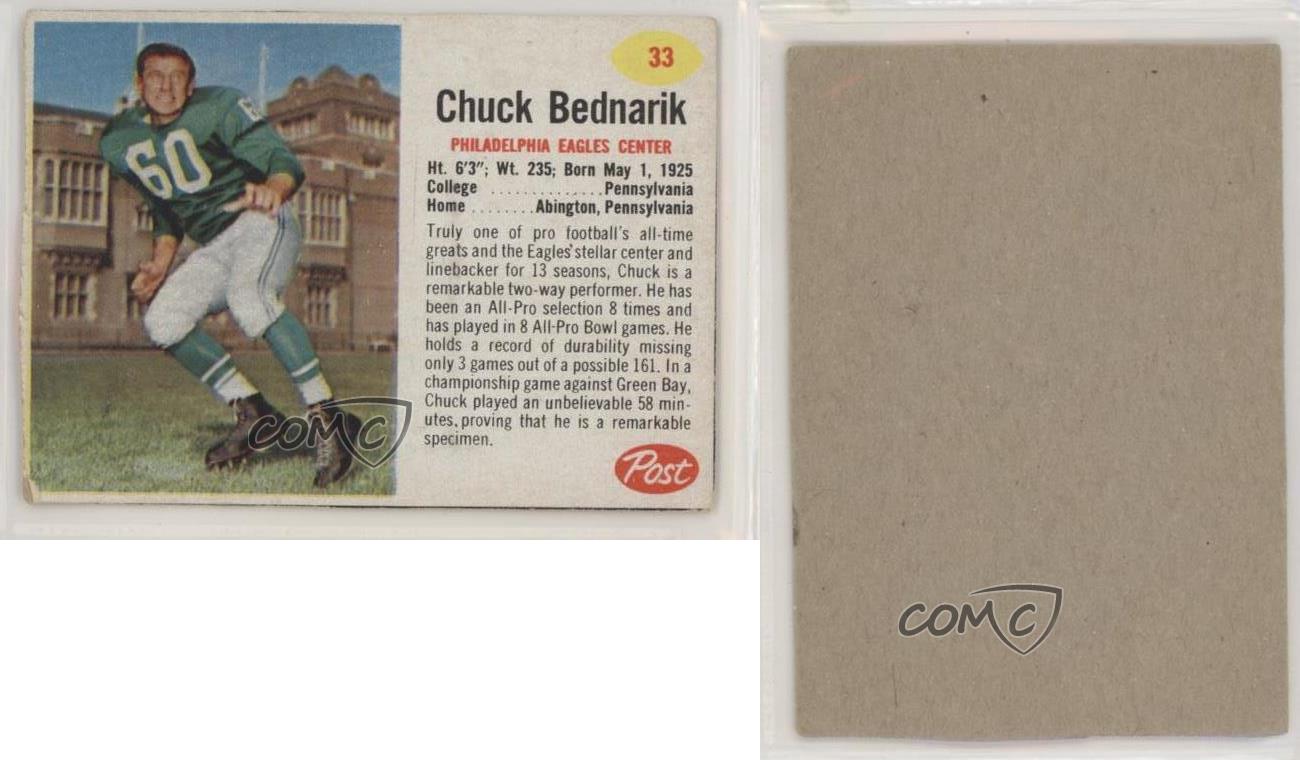 33
Chuck Bednarik
PHILADELPHIA EAGLES CENTER
Ht. 6'3"; Wt. 235; Born May 1, 1925
College ..............Pennsylvania
Home ........Abington, Pennsylvania
Truly one of pro football's all-time
greats and the Eagles' stellar center and
linebacker for 13 seasons, Chuck is a
remarkable two-way performer. He has
been an All-Pro selection 8 times and
has played in 8 All-Pro Bowl games. He
holds a record of durability missing
only 3 games out of a possible 161. In a
championship game against Green Bay,
Chuck played an unbelievable 58 min-
utes, proving that he is a remarkable
specimen.
Post
60
60
COMC
COMC